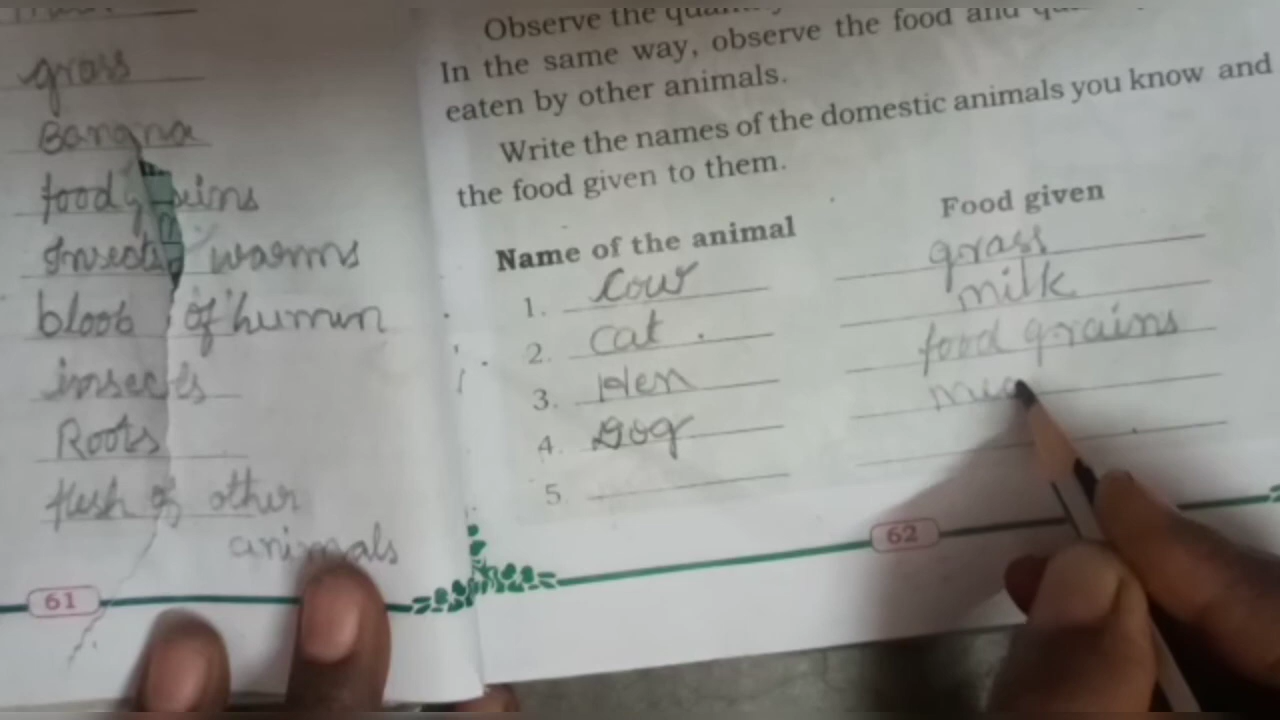 grass
Banana
food grains
Insects warms
bloob of human
insects
Roots
flesh of other
animals
61
Observe the
In the same way, observe the food and
eaten by other animals.
Write the names of the domestic animals you know and
the food given to them.
Name of the animal Food given
1. Cow grass
2. Cat. milk
3. Hen food grains
4. Dog
5
62